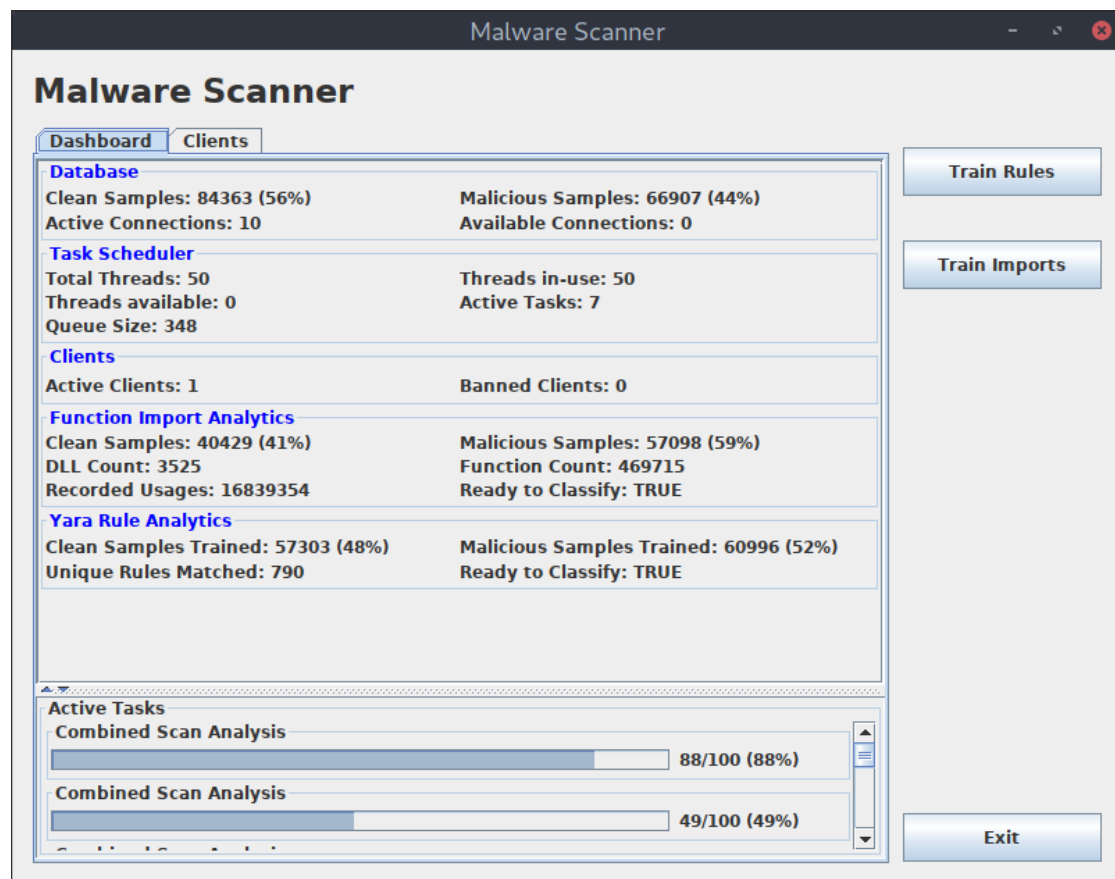 Malware Scanner
Malware Scanner
Dashboard Clients
Database
Clean Samples: 84363 (56%) Malicious Samples: 66907 (44%)
Active Connections: 10 Available Connections: 0
Task Scheduler
Total Threads: 50 Threads in-use: 50
Threads available: 0 Active Tasks: 7
Queue Size: 348
Clients
Active Clients: 1 Banned Clients: 0
Function Import Analytics
Clean Samples: 40429 (41%) Malicious Samples: 57098 (59%)
DLL Count: 3525 Function Count: 469715
Recorded Usages: 16839354 Ready to Classify: TRUE
Yara Rule Analytics
Clean Samples Trained: 57303 (48%) Malicious Samples Trained: 60996 (52%)
Unique Rules Matched: 790 Ready to Classify: TRUE
Active Tasks
Combined Scan Analysis
88/100 (88%)
Combined Scan Analysis
49/100 (49%)
Train Rules
Train Imports
Exit